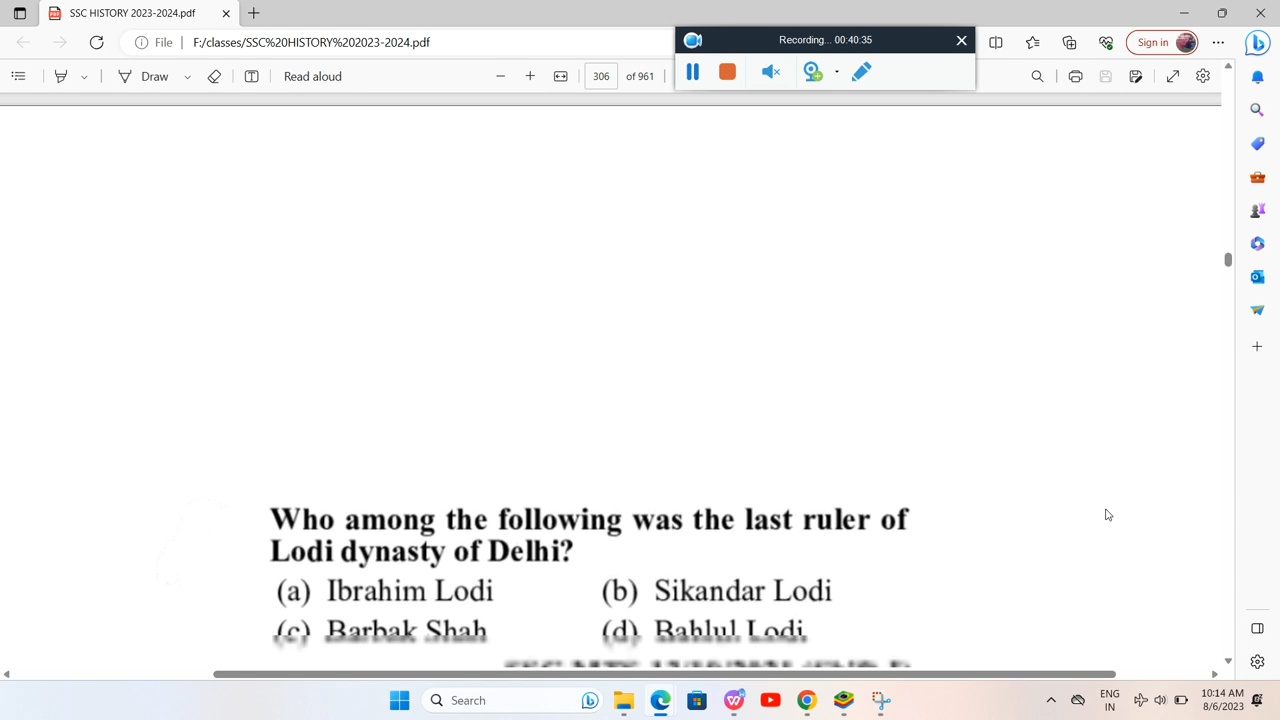 SSC HISTORY 2023-2024.pdf
File
F:/classes/SSC%20HISTORY%202023-2024.pdf
Recording... 00:40:35
Sign in
Draw
Read aloud
306
of 961
Who among the following was the last ruler of
Lodi dynasty of Delhi?
(a) Ibrahim Lodi (b) Sikandar Lodi
(c) Barbak Shah (d) Bahlul Lodi
Search
ENG
IN
10:14 AM
8/6/2023